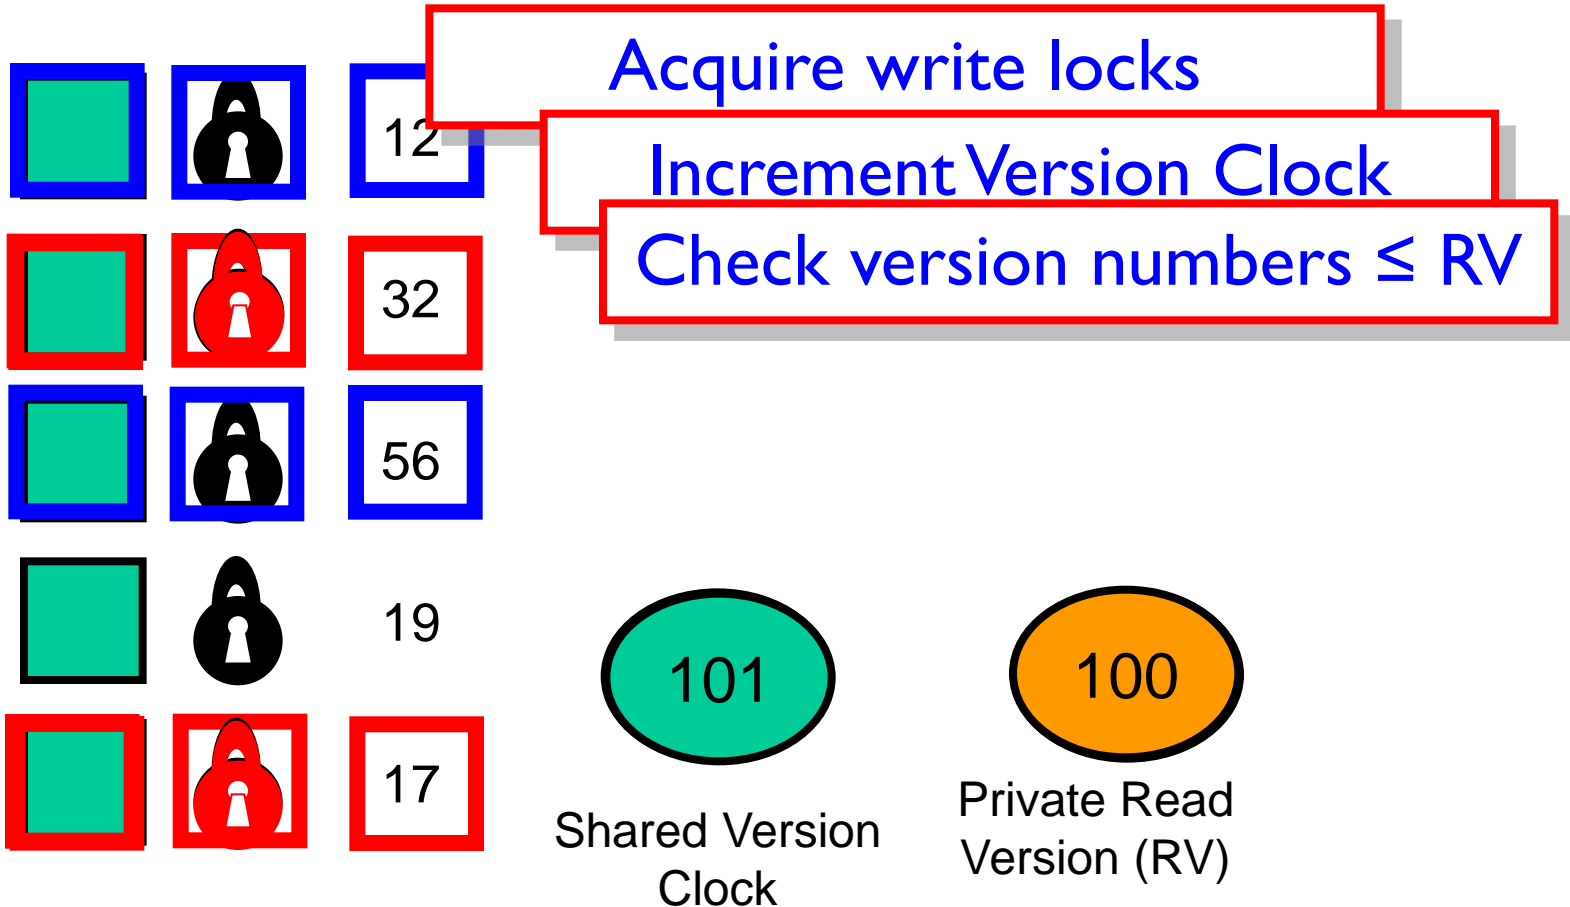 Acquire write locks
12
Increment Version Clock
Check version numbers ≤ RV
32
56
19
101
100
17
Private Read
Version (RV)
Shared Version
Clock